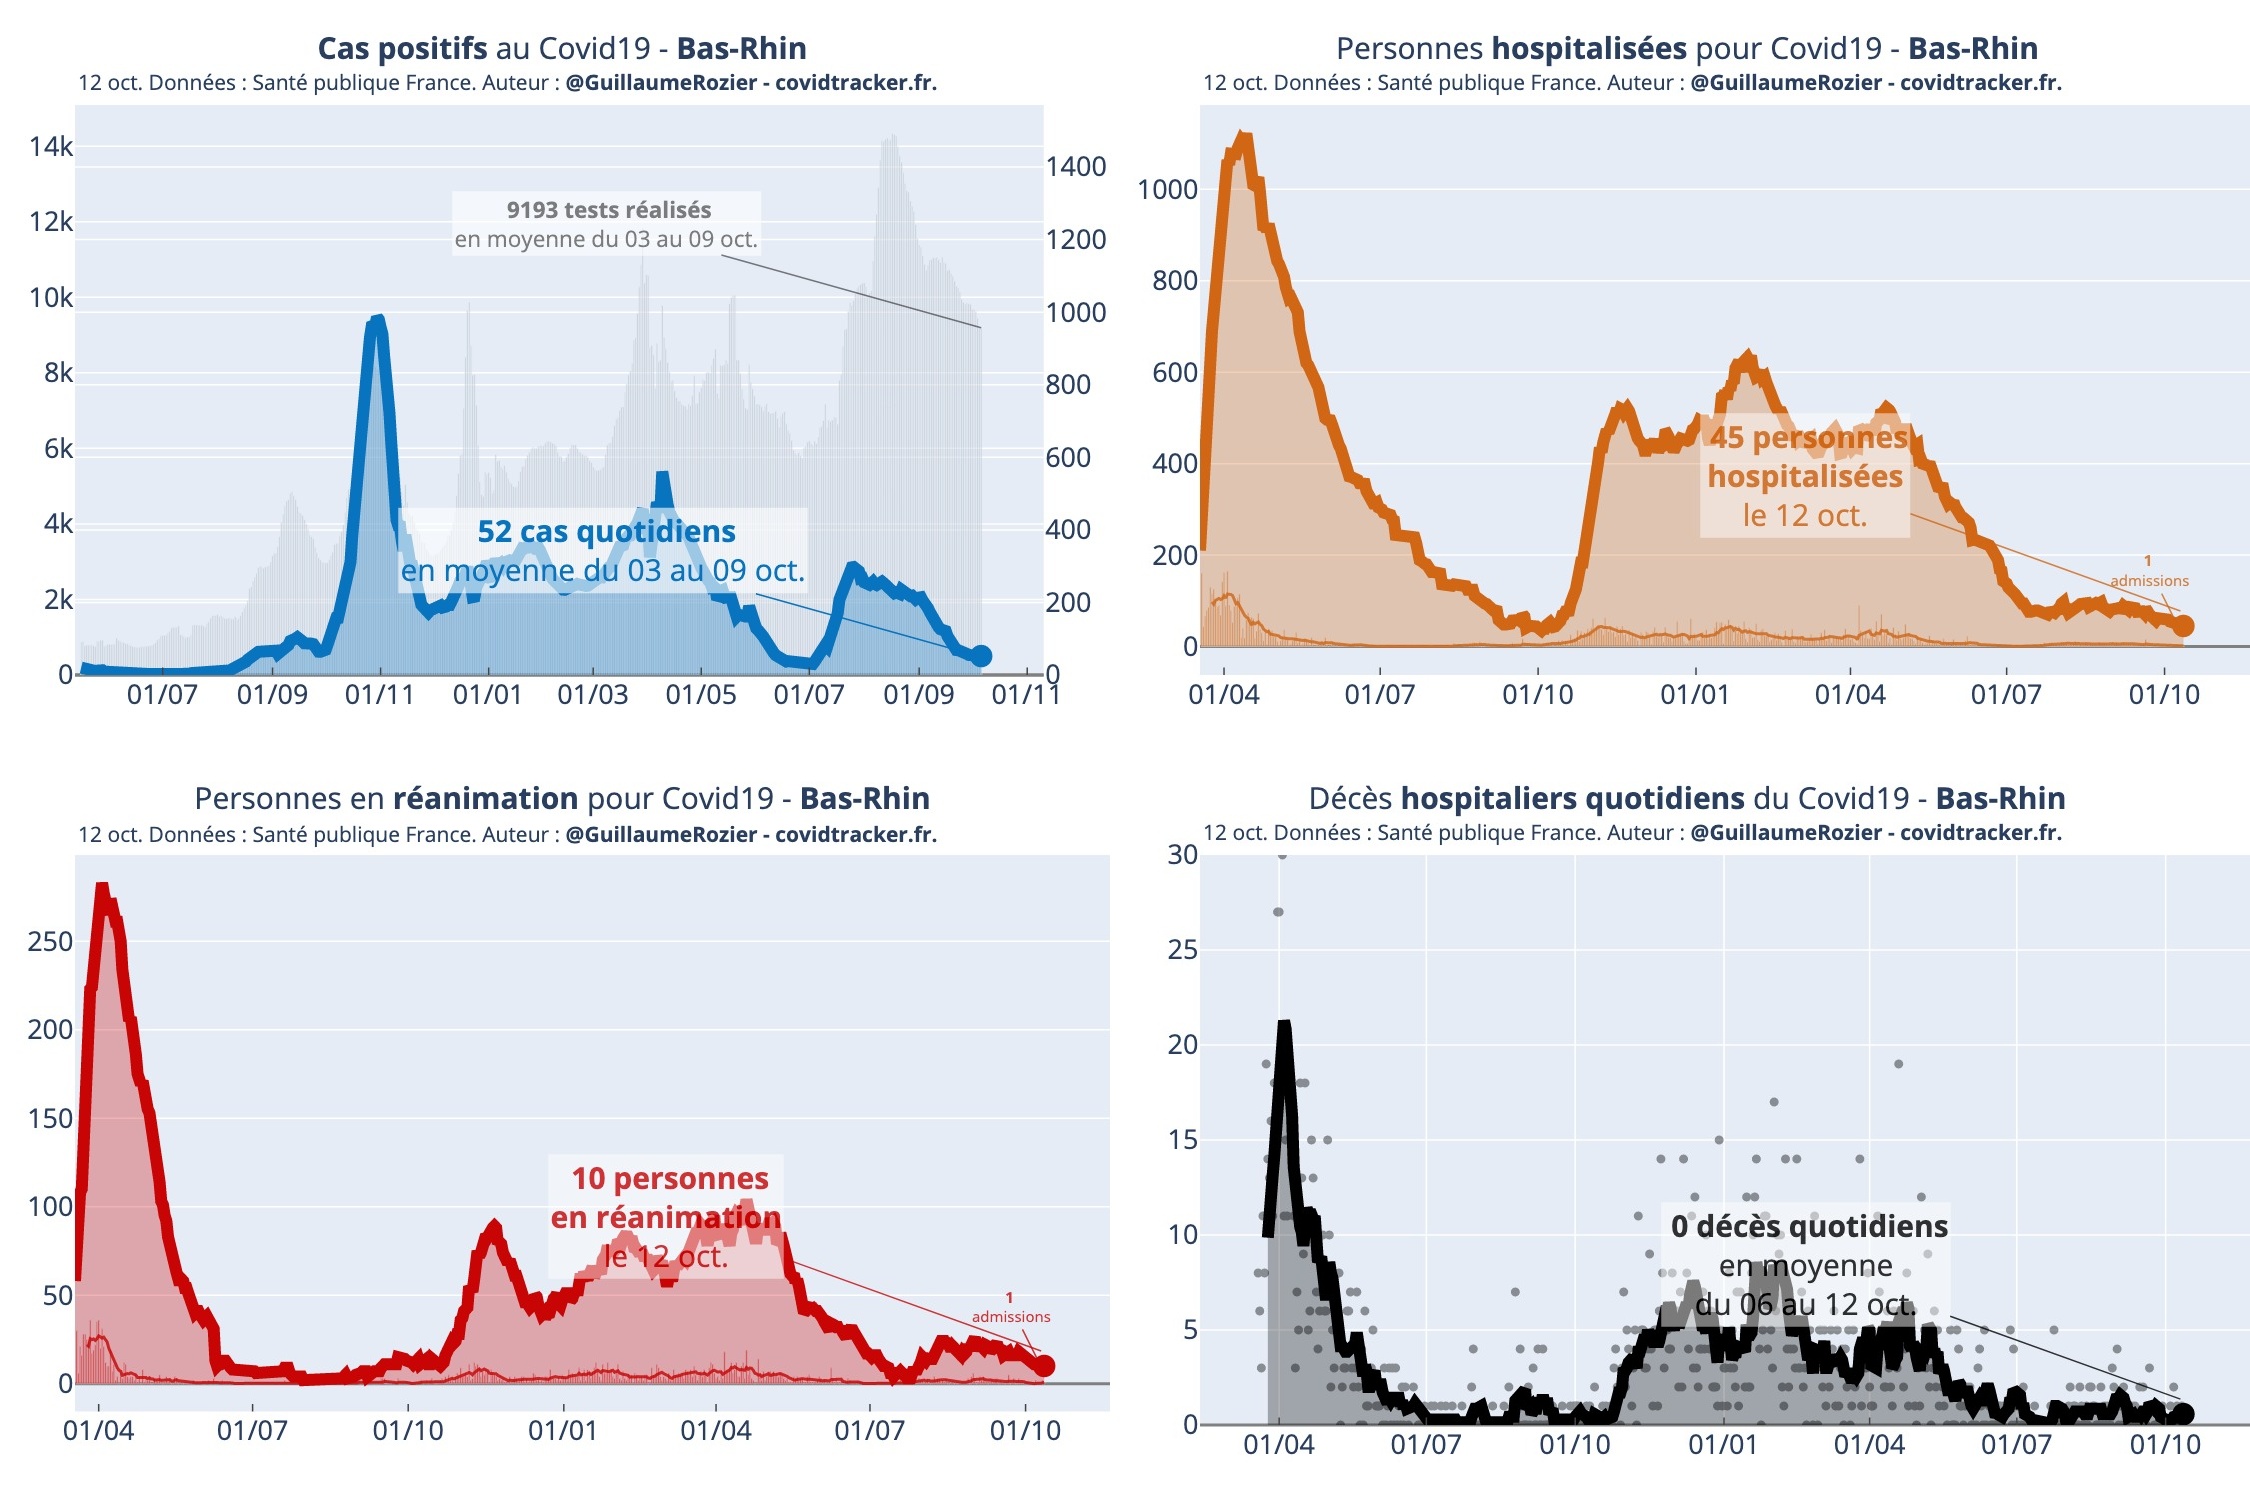 Cas positifs au Covid19 - Bas-Rhin
12 oct. Données : Santé publique France. Auteur : @GuillaumeRozier - covidtracker.fr.
14k
12k
10k
8k
6k
4k
2k
0
1400
1200
1000
800
600
400
200
0
9193 tests réalisés
en moyenne du 03 au 09 oct.
52 cas quotidiens
en moyenne du 03 au 09 oct.
01/07 01/09 01/11 01/01 01/03 01/05 01/07 01/09 01/11
Personnes hospitalisées pour Covid19 - Bas-Rhin
12 oct. Données : Santé publique France. Auteur : @GuillaumeRozier - covidtracker.fr.
1000
800
600
400
200
0
45 personnes
hospitalisées
le 12 oct.
1
admissions
01/04 01/07 01/10 01/01 01/04 01/07 01/10
Personnes en réanimation pour Covid19 - Bas-Rhin
12 oct. Données : Santé publique France. Auteur : @GuillaumeRozier - covidtracker.fr.
250
200
150
100
50
0
10 personnes
en réanimation
le 12 oct.
1
admissions
01/04 01/07 01/10 01/01 01/04 01/07 01/10
Décès hospitaliers quotidiens du Covid19 - Bas-Rhin
12 oct. Données : Santé publique France. Auteur : @GuillaumeRozier - covidtracker.fr.
30
25
20
15
10
5
0
0 décès quotidiens
en moyenne
du 06 au 12 oct.
01/04 01/07 01/10 01/01 01/04 01/07 01/10